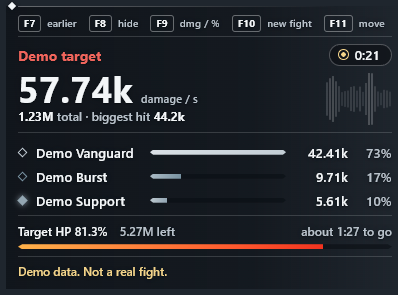 F7 earlier F8 hide F9 dmg / % F10 new fight F11 move
Demo target 0:21
57.74k damage / s
1.23M total · biggest hit 44.2k
Demo Vanguard 42.41k 73%
Demo Burst 9.71k 17%
Demo Support 5.61k 10%
Target HP 81.3% 5.27M left about 1:27 to go
Demo data. Not a real fight.